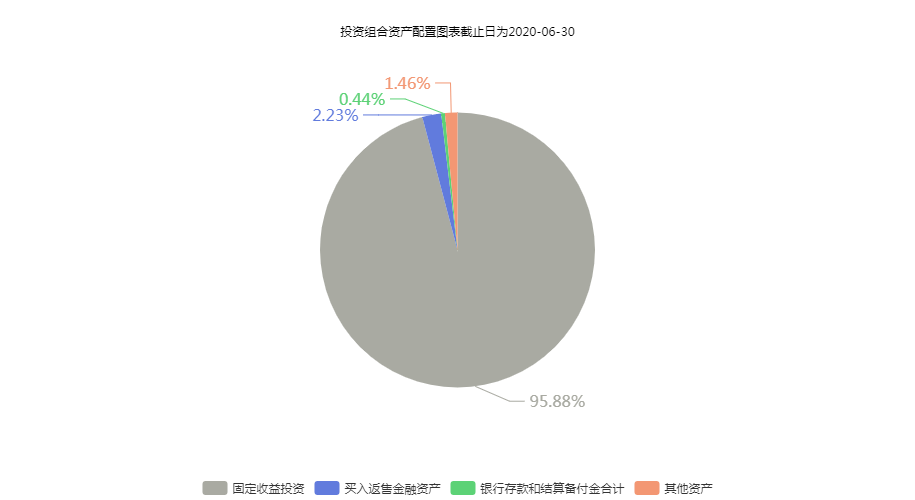 投资组合资产配置图表截止日为2020-06-30
1.46%
0.44%
2.23%
95.88%
固定收益投资 买入返售金融资产 银行存款和结算备付金合计 其他资产